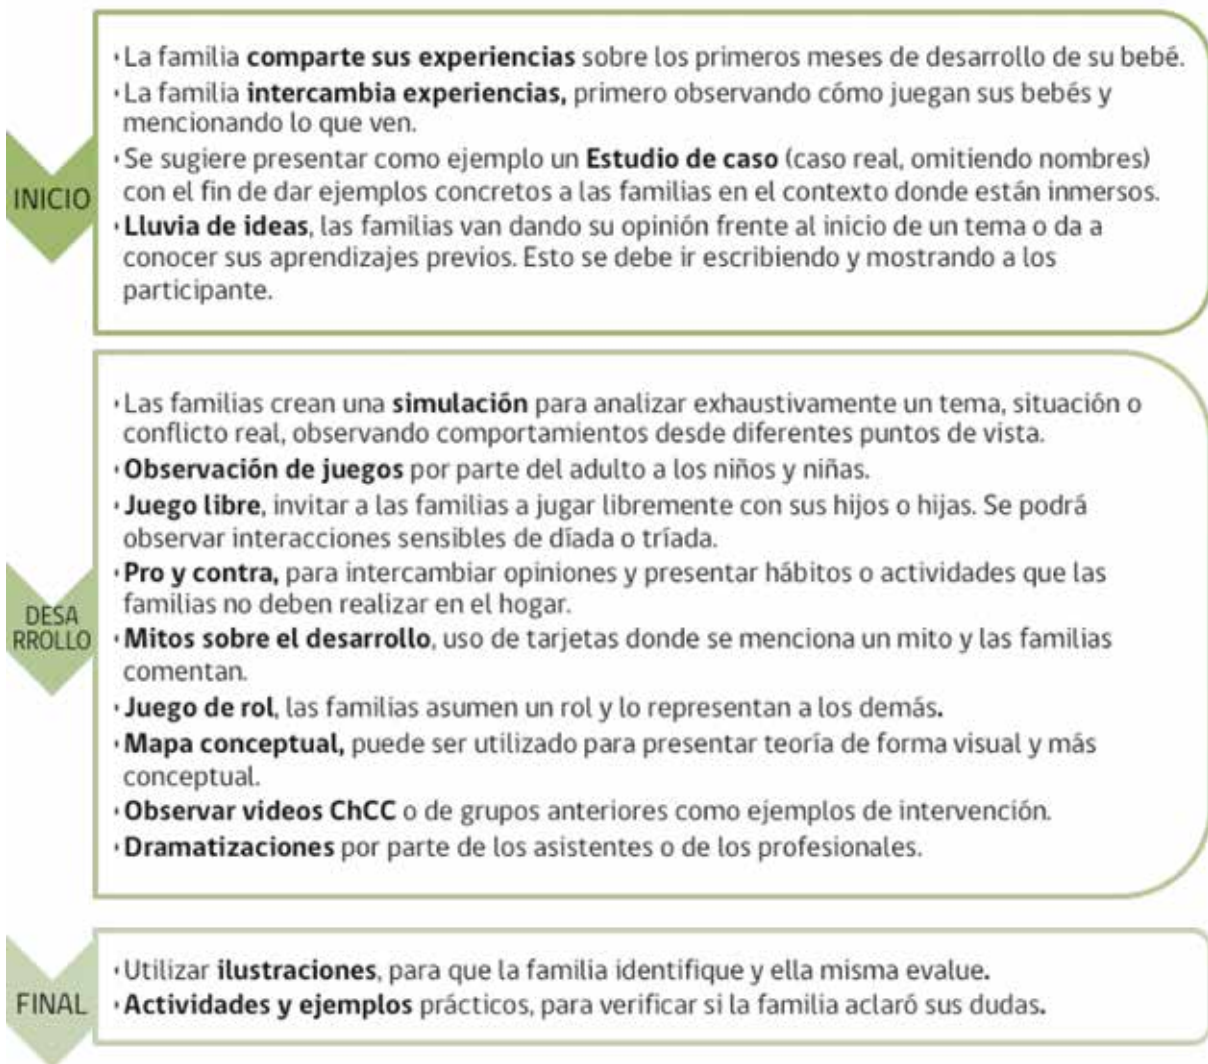 ·La familia comparte sus experiencias sobre los primeros meses de desarrollo de su bebé.
·La familia intercambia experiencias, primero observando cómo juegan sus bebés y
mencionando lo que ven.
·Se sugiere presentar como ejemplo un Estudio de caso (caso real, omitiendo nombres)
con el fin de dar ejemplos concretos a las familias en el contexto donde están inmersos.
·Lluvia de ideas, las familias van dando su opinión frente al inicio de un tema o da a
conocer sus aprendizajes previos. Esto se debe ir escribiendo y mostrando a los
participante.
INICIO
·Las familias crean una simulación para analizar exhaustivamente un tema, situación o
conflicto real, observando comportamientos desde diferentes puntos de vista.
·Observación de juegos por parte del adulto a los niños y niñas.
·Juego libre, invitar a las familias a jugar libremente con sus hijos o hijas. Se podrá
observar interacciones sensibles de díada o tríada.
·Pro y contra, para intercambiar opiniones y presentar hábitos o actividades que las
familias no deben realizar en el hogar.
·Mitos sobre el desarrollo, uso de tarjetas donde se menciona un mito y las familias
comentan.
·Juego de rol, las familias asumen un rol y lo representan a los demás.
·Mapa conceptual, puede ser utilizado para presentar teoría de forma visual y más
conceptual.
·Observar videos ChCC o de grupos anteriores como ejemplos de intervención.
·Dramatizaciones por parte de los asistentes o de los profesionales.
DESA
RROLLO
·Utilizar ilustraciones, para que la familia identifique y ella misma evalue.
·Actividades y ejemplos prácticos, para verificar si la familia aclaró sus dudas.
FINAL